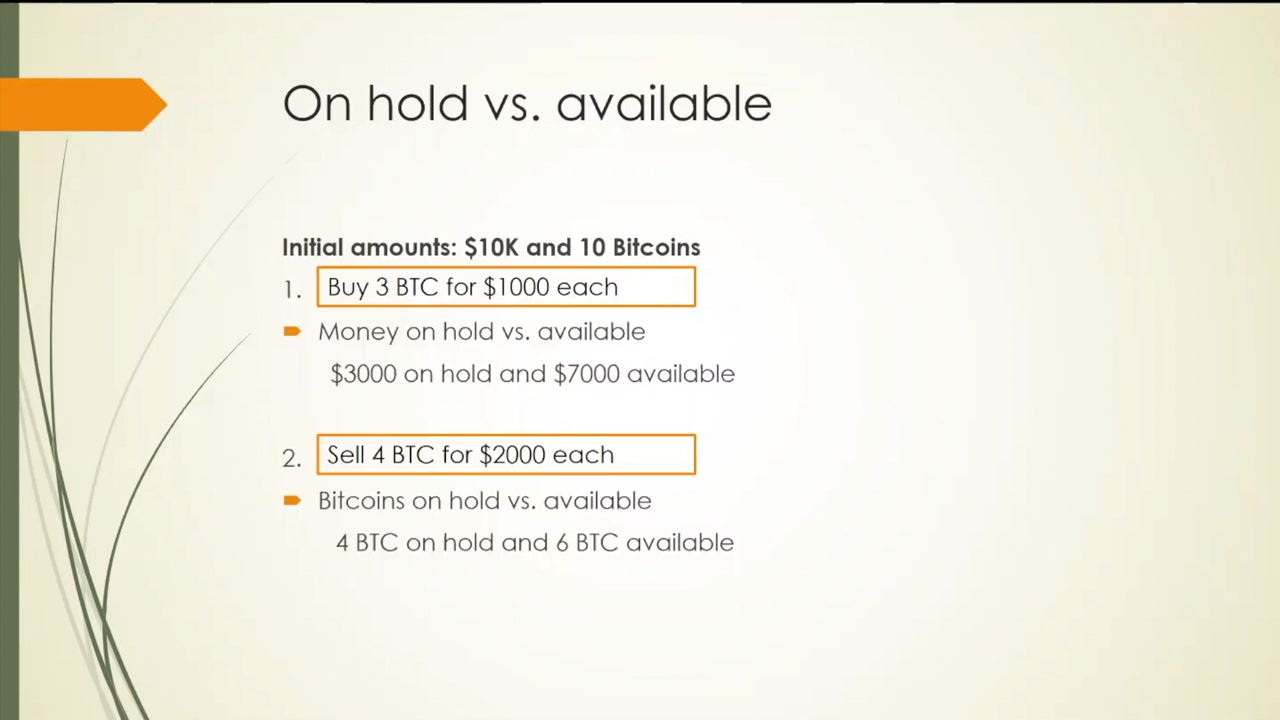 On hold vs. available
Initial amounts: $10K and 10 Bitcoins
1. Buy 3 BTC for $1000 each
Money on hold vs. available
$3000 on hold and $7000 available
2. Sell 4 BTC for $2000 each
Bitcoins on hold vs. available
4 BTC on hold and 6 BTC available